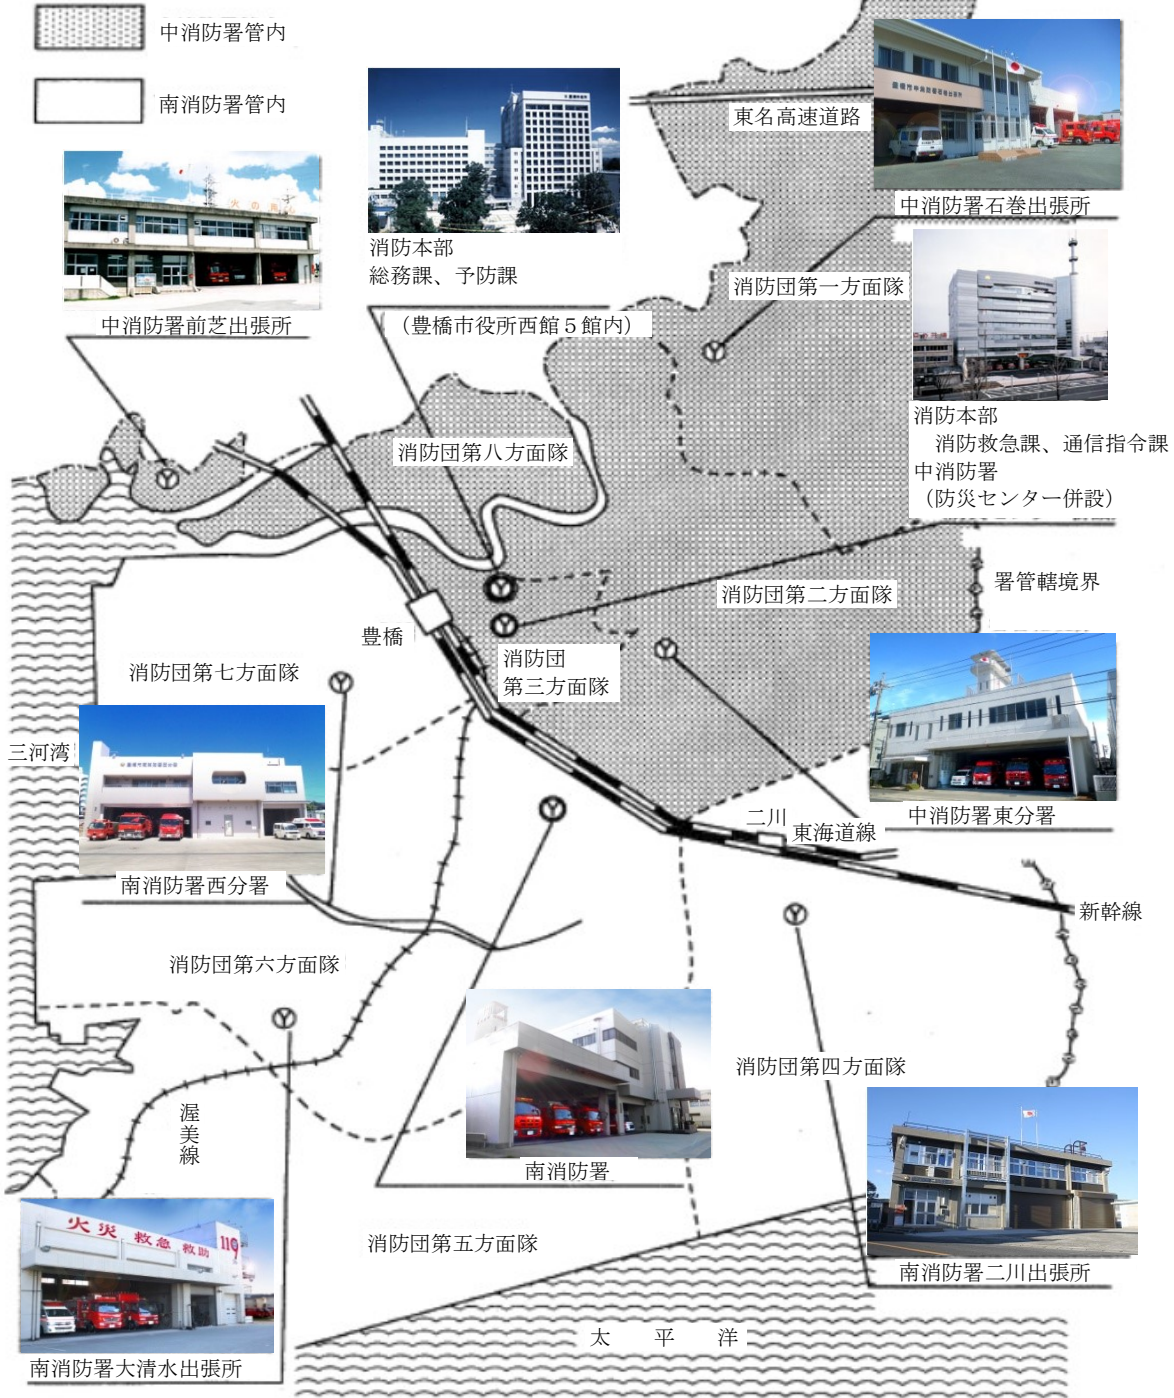 中消防署管内
南消防署管内
東名高速道路
中消防署石巻出張所
消防本部
総務課、予防課
(豊橋市役所西館5館内)
中消防署前芝出張所
消防団第一方面隊
消防本部
消防救急課、通信指令課
中消防署
(防災センター併設)
消防団第八方面隊
署管轄境界
消防団第二方面隊
豊橋
消防団
第三方面隊
消防団第七方面隊
三河湾
中消防署東分署
二川
東海道線
南消防署西分署
新幹線
消防団第六方面隊
消防団第四方面隊
渥美線
南消防署
火災 救急 救助 119
消防団第五方面隊
南消防署二川出張所
太平洋
南消防署大清水出張所